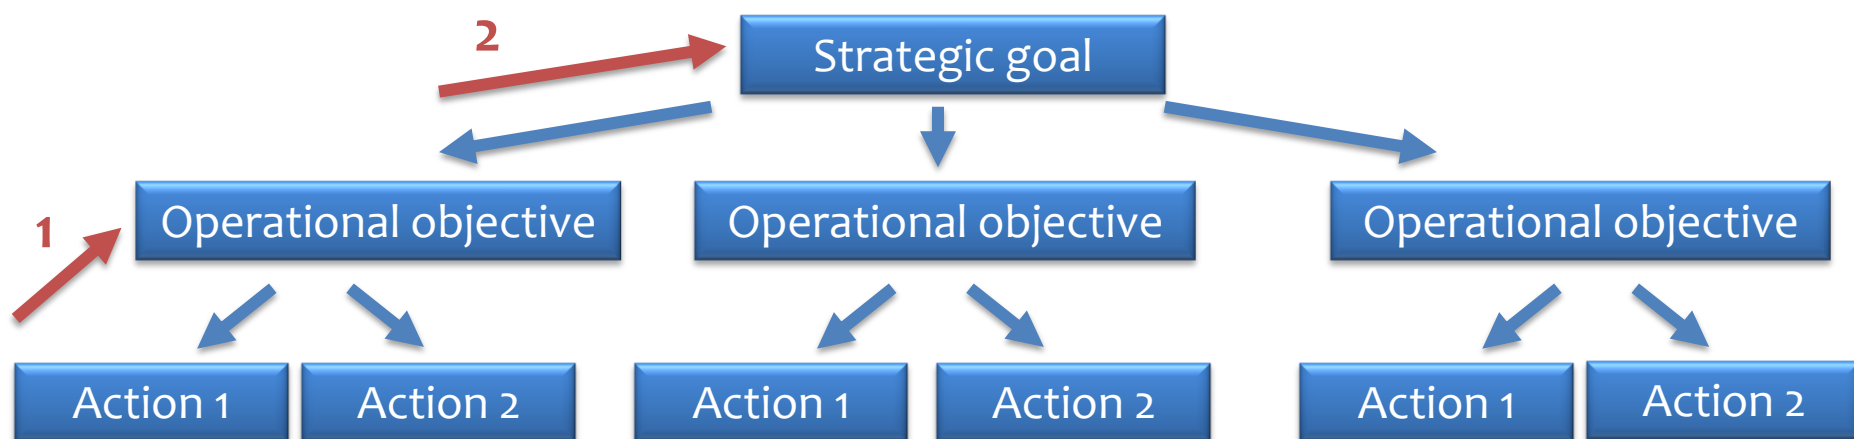 2
Strategic goal
1
Operational objective
Operational objective
Operational objective
Action 1
Action 2
Action 1
Action 2
Action 1
Action 2